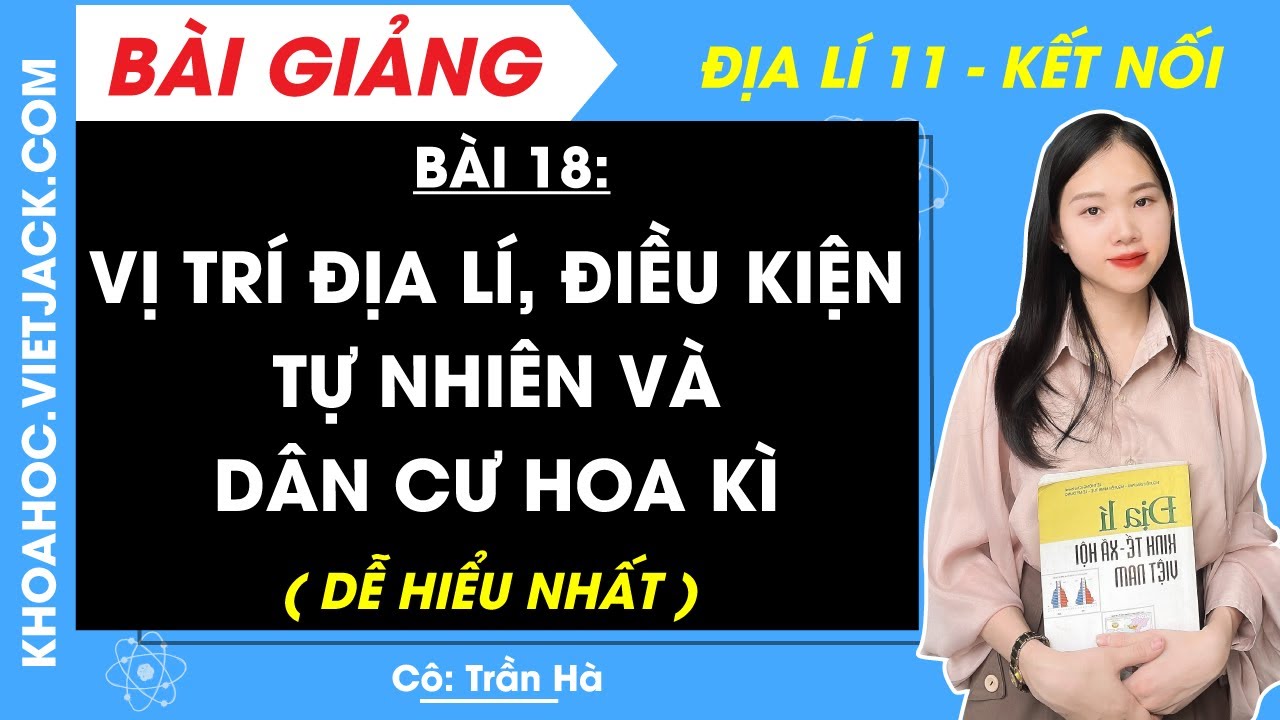 BÀI GIẢNG
ĐỊA LÍ 11 - KẾT NỐI
KHOAHOC.VIETJACK.COM
BÀI 18:
VỊ TRÍ ĐỊA LÍ, ĐIỀU KIỆN
TỰ NHIÊN VÀ
DÂN CƯ HOA KÌ
( DỄ HIỂU NHẤT )
Cô: Trần Hà
Địa lí
KINH TẾ - XÃ HỘI
VIỆT NAM